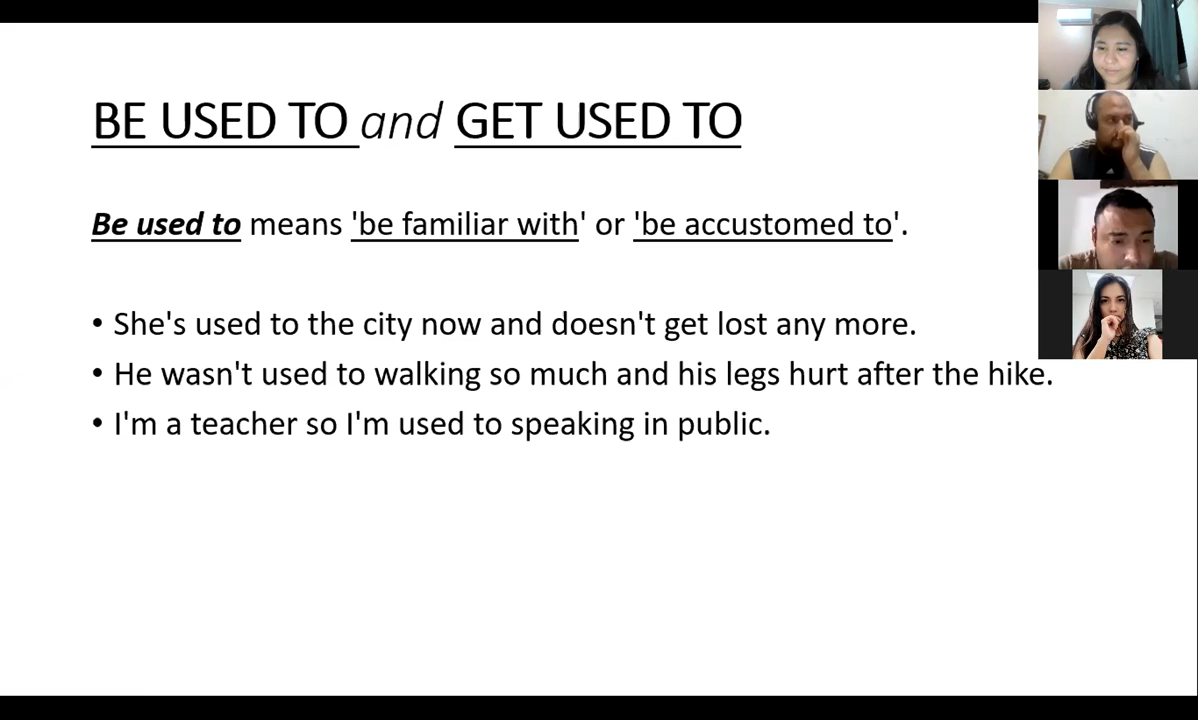 BE USED TO and GET USED TO
Be used to means 'be familiar with' or 'be accustomed to'.
• She's used to the city now and doesn't get lost any more.
• He wasn't used to walking so much and his legs hurt after the hike.
• I'm a teacher so I'm used to speaking in public.